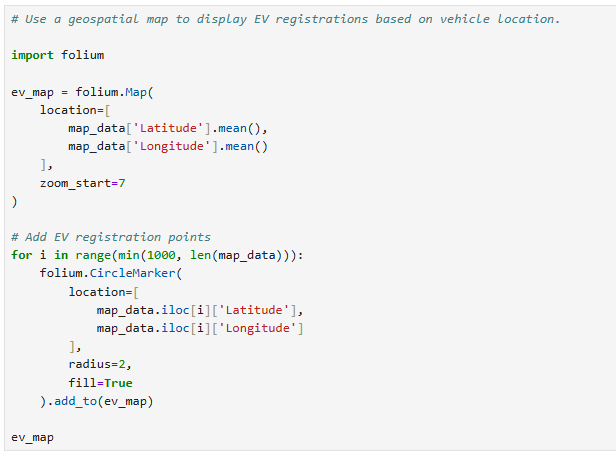 # Use a geospatial map to display EV registrations based on vehicle location.
import folium
ev_map = folium.Map(
    location=[
        map_data['Latitude'].mean(),
        map_data['Longitude'].mean()
    ],
    zoom_start=7
)
# Add EV registration points
for i in range(min(1000, len(map_data))):
    folium.CircleMarker(
        location=[
            map_data.iloc[i]['Latitude'],
            map_data.iloc[i]['Longitude']
        ],
        radius=2,
        fill=True
    ).add_to(ev_map)
ev_map